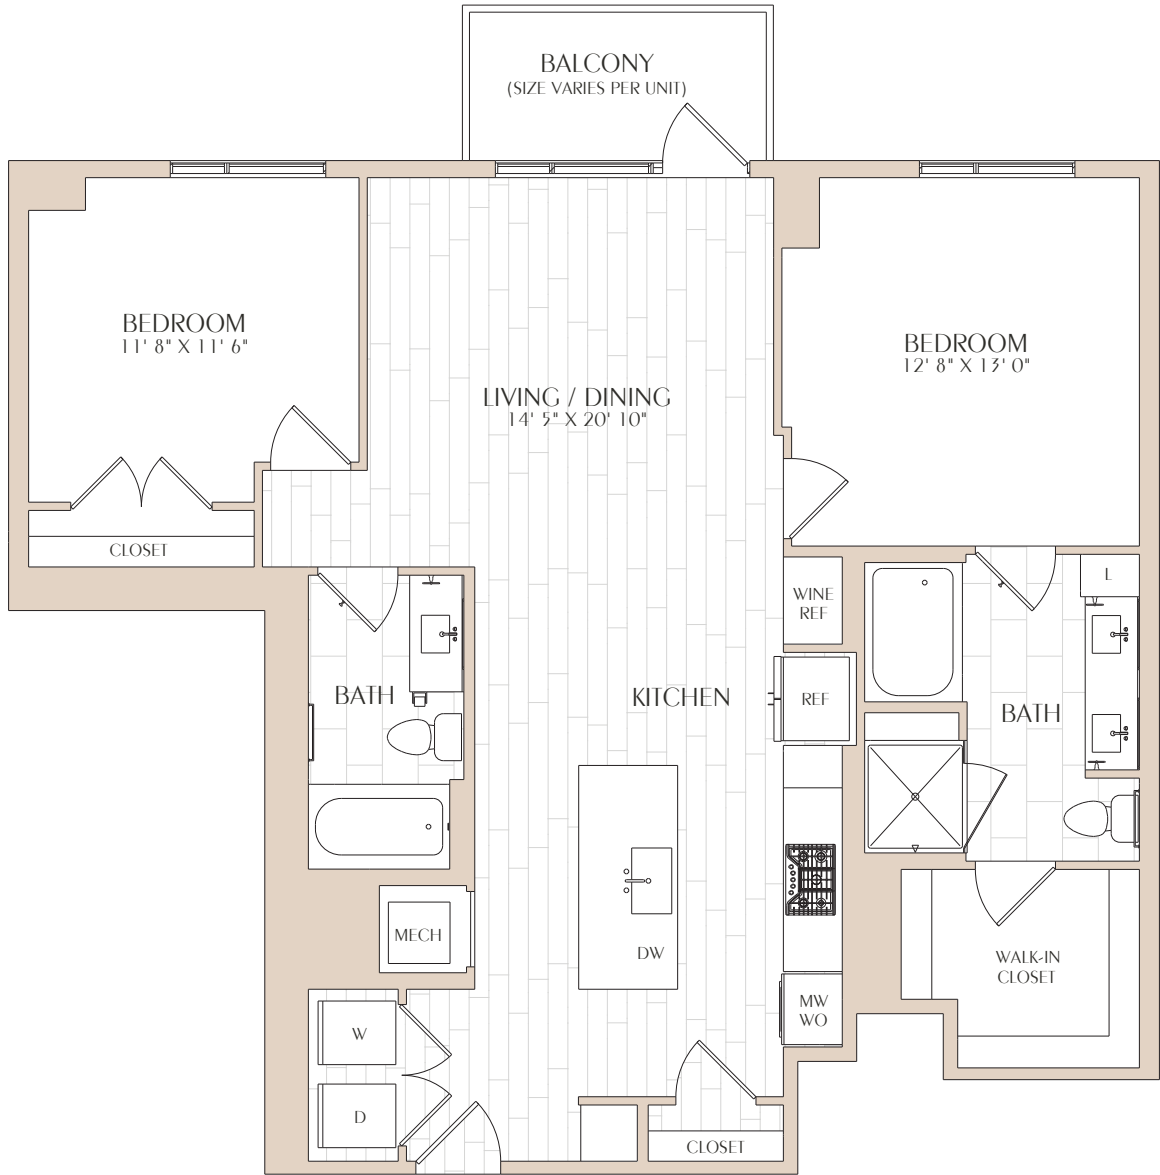 BALCONY
(SIZE VARIES PER UNIT)
BEDROOM
11' 8" X 11' 6"
BEDROOM
12' 8" X 13' 0"
LIVING / DINING
14' 5" X 20' 10"
CLOSET
WINE
REF
L
BATH
KITCHEN
REF
BATH
MECH
DW
WALK-IN
CLOSET
MW
WO
W
D
CLOSET